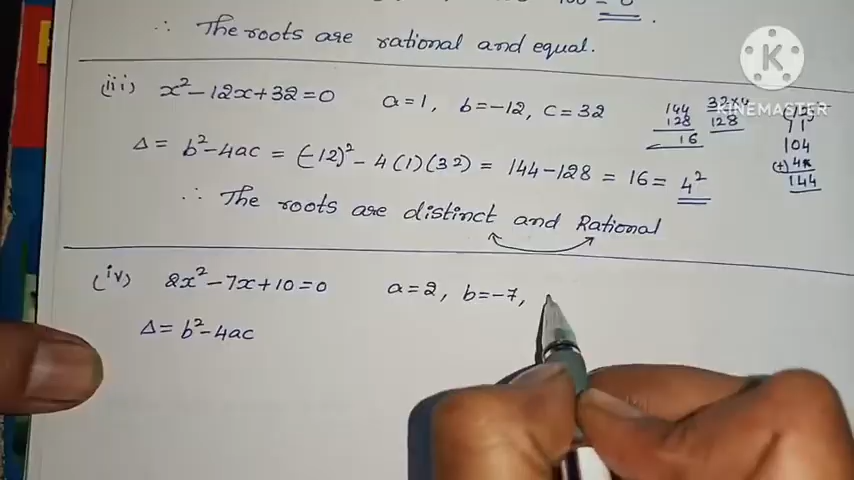 ∴ The roots are rational and equal.
(iii) x² - 12x + 32 = 0 a = 1, b = -12, c = 32
144
128
16
32×4
128
104
144
Δ = b² - 4ac = (-12)² - 4(1)(32) = 144 - 128 = 16 = 4²
∴ The roots are distinct and Rational
(iv) 2x² - 7x + 10 = 0 a = 2, b = -7,
Δ = b² - 4ac
K
KINEMASTER